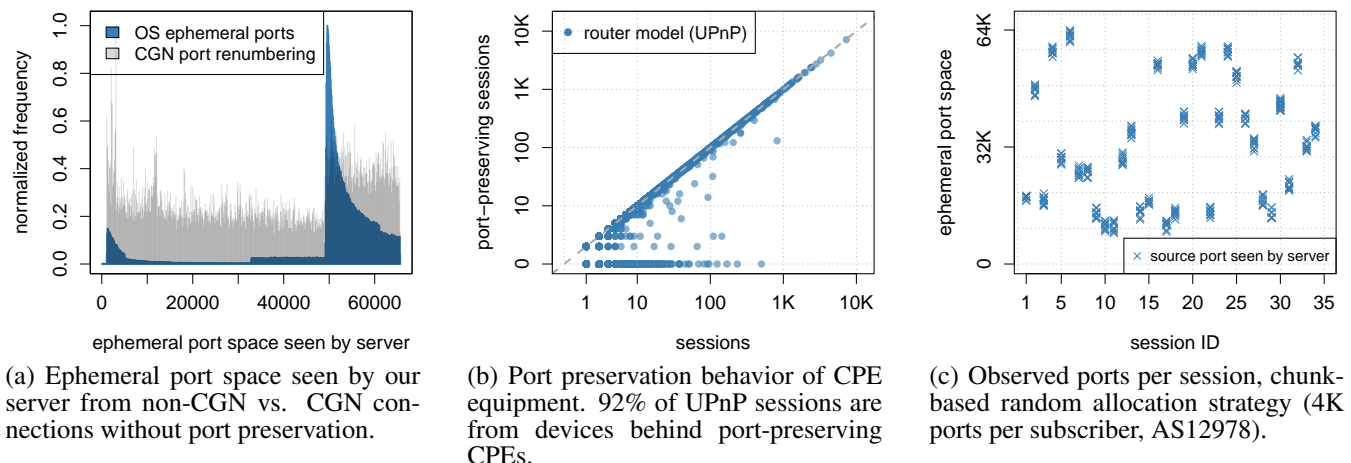 normalized frequency
1.0
0.8
0.6
0.4
0.2
0.0
OS ephemeral ports
CGN port renumbering
0
20000
40000
60000
ephemeral port space seen by server
(a) Ephemeral port space seen by our
server from non-CGN vs. CGN con-
nections without port preservation.
port−preserving sessions
10K
1K
100
10
0
router model (UPnP)
1
10
100
1K
10K
sessions
(b) Port preservation behavior of CPE
equipment. 92% of UPnP sessions are
from devices behind port-preserving
CPEs.
ephemeral port space
64K
32K
0
source port seen by server
1
5
10
15
20
25
30
35
session ID
(c) Observed ports per session, chunk-
based random allocation strategy (4K
ports per subscriber, AS12978).